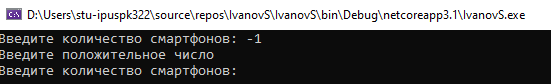 D:\Users\stu-ipuspk322\source\repos\IvanovS\IvanovS\bin\Debug\netcoreapp3.1\IvanovS.exe
Введите количество смартфонов: -1
Введите положительное число
Введите количество смартфонов: